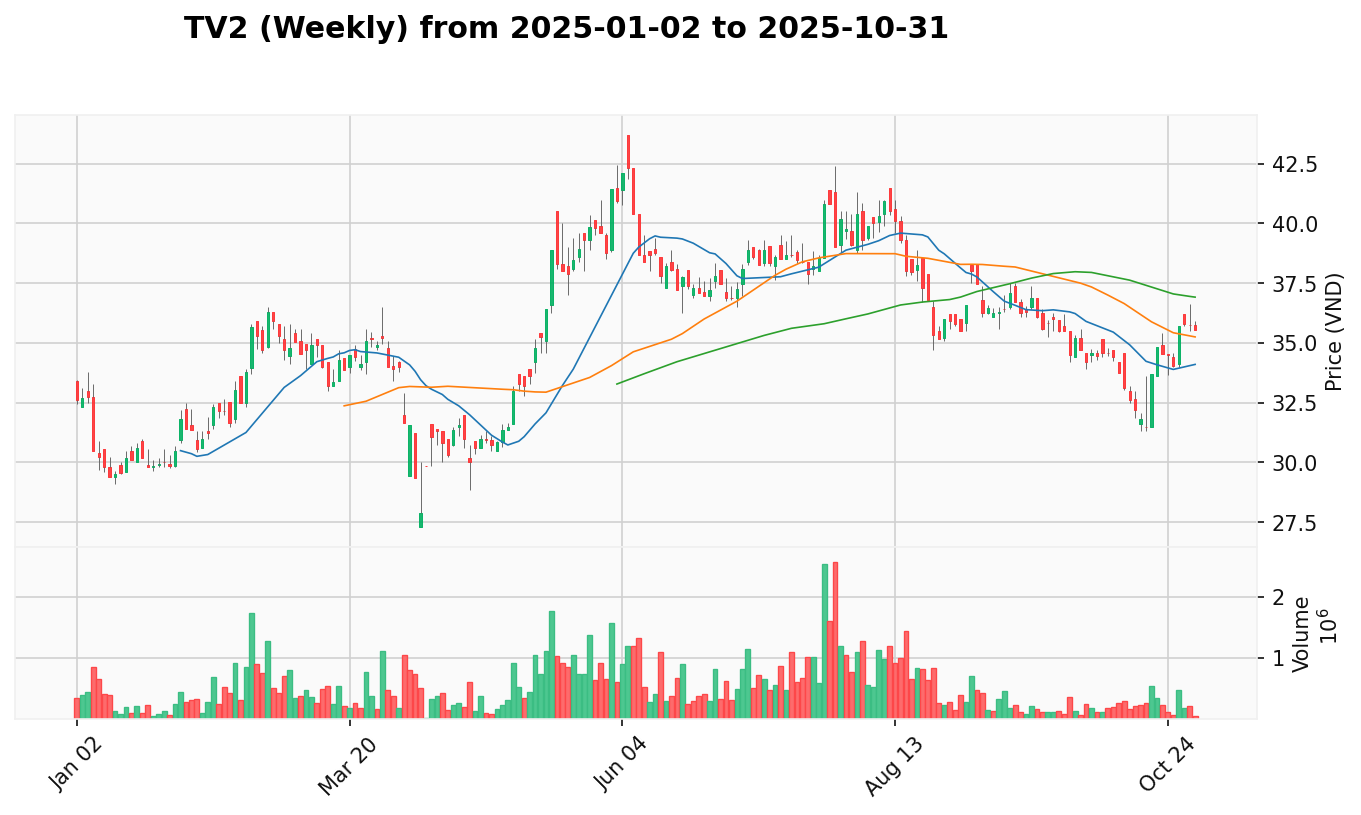 TV2 (Weekly) from 2025-01-02 to 2025-10-31
42.5
40.0
37.5
35.0
32.5
30.0
27.5
Price (VND)
2
1
Volume
10⁶
Jan 02
Mar 20
Jun 04
Aug 13
Oct 24